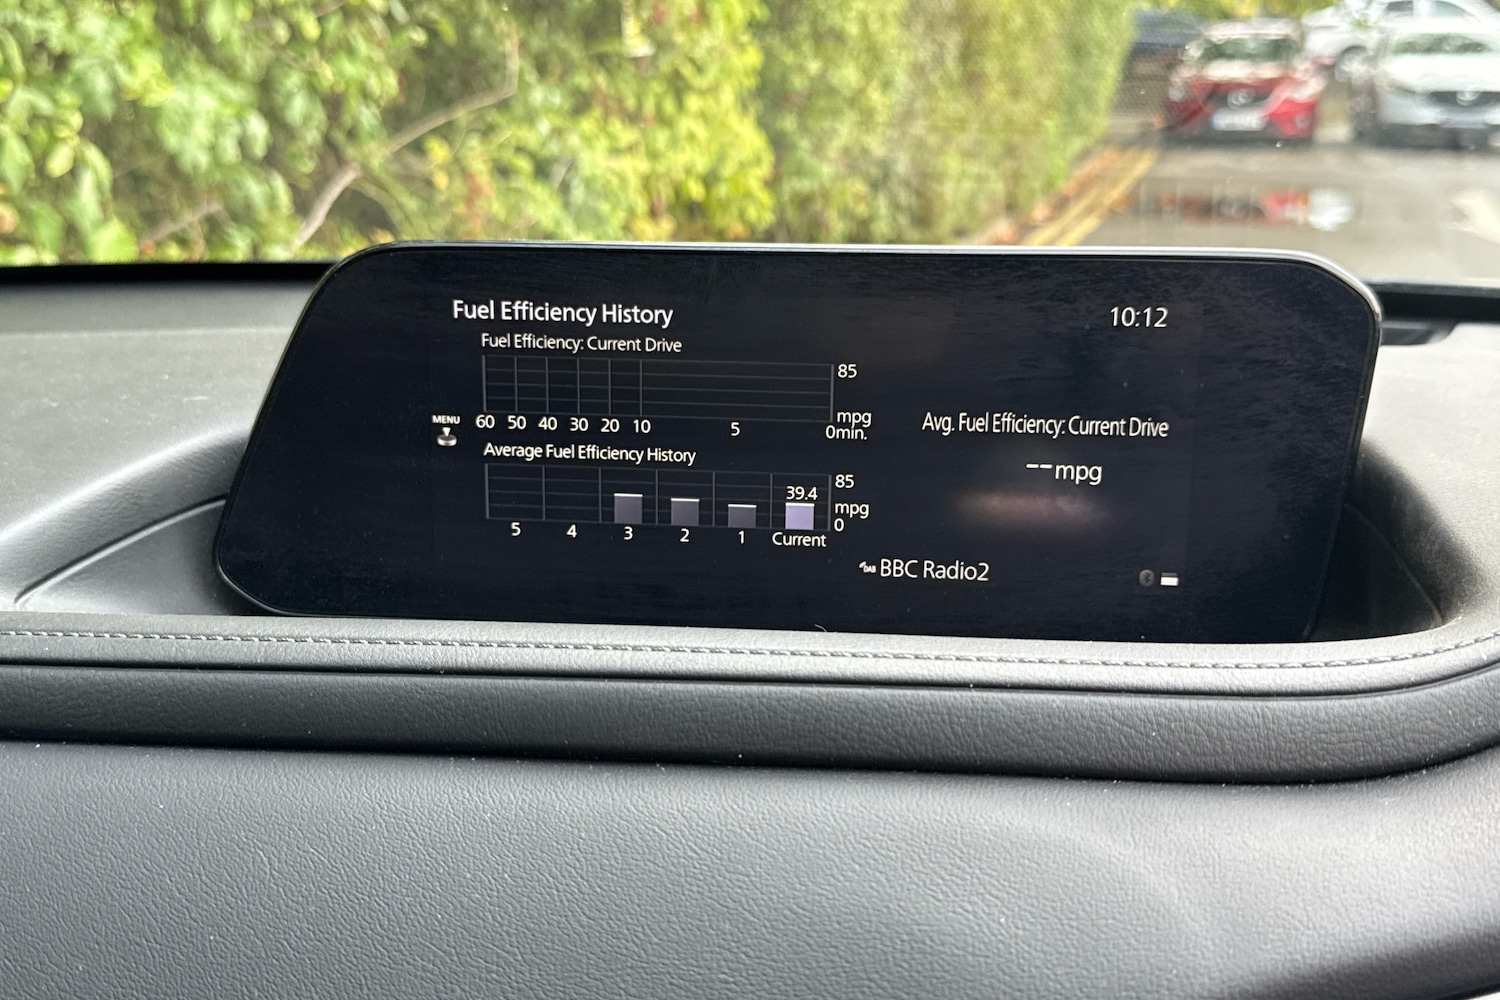 Fuel Efficiency History
10:12
Fuel Efficiency: Current Drive
85
mpg
60 50 40 30 20 10 5 0min.
MENU
Avg. Fuel Efficiency: Current Drive
--mpg
Average Fuel Efficiency History
85
39.4
mpg
0
5 4 3 2 1 Current
DAB BBC Radio2